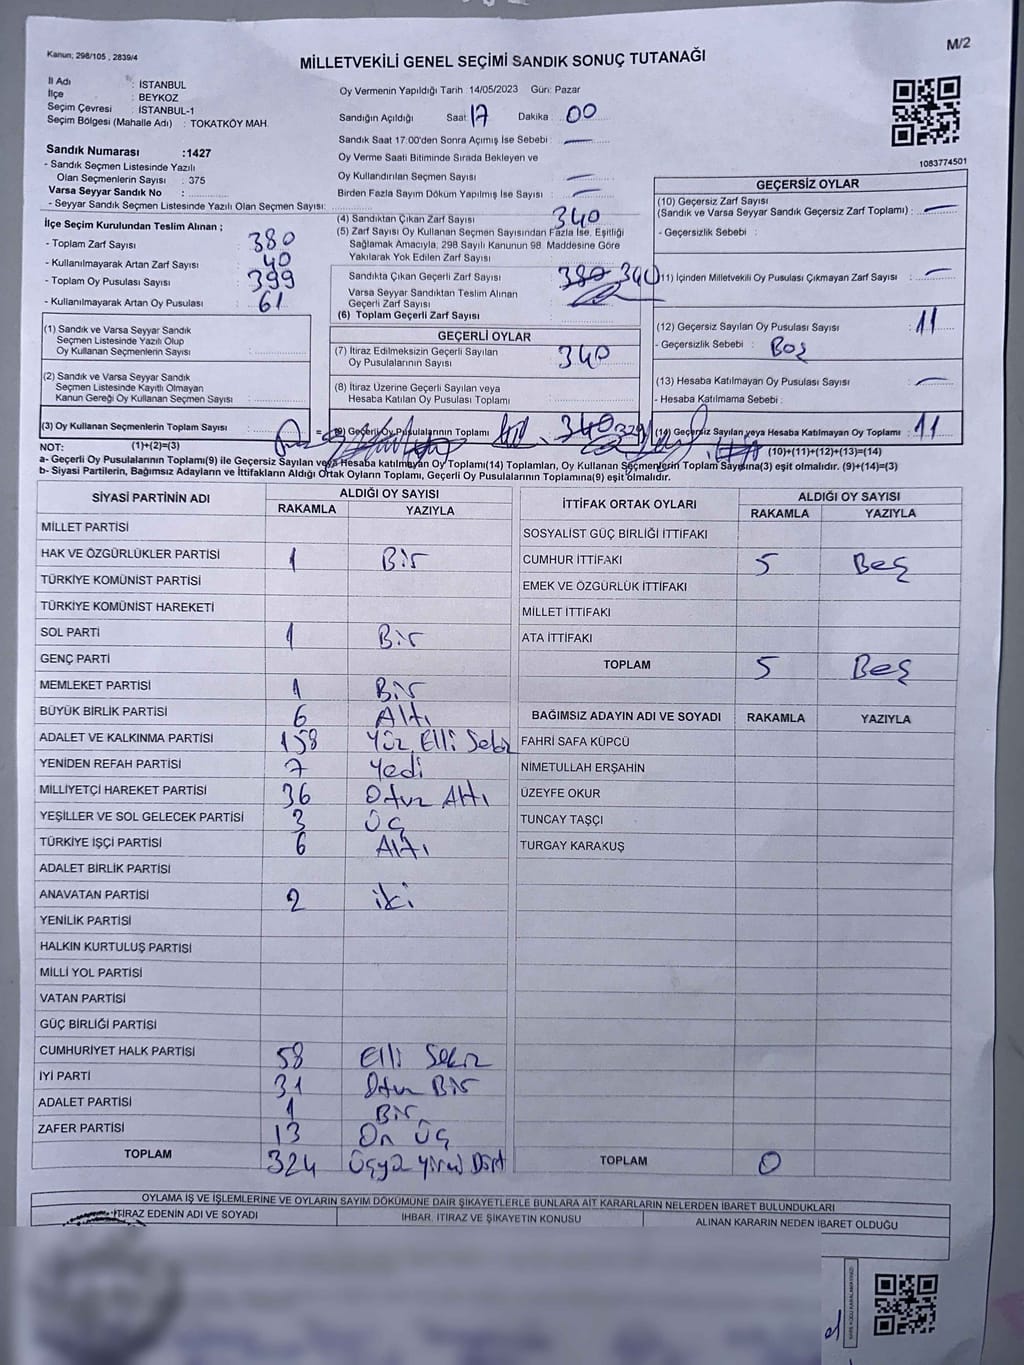 Kanun; 298/105 , 2839/4
M/2
MİLLETVEKİLİ GENEL SEÇİMİ SANDIK SONUÇ TUTANAĞI
İl Adı : İSTANBUL
İlçe : BEYKOZ
Seçim Çevresi : İSTANBUL-1
Seçim Bölgesi (Mahalle Adı) : TOKATKÖY MAH.
Sandık Numarası :1427
- Sandık Seçmen Listesinde Yazılı
Olan Seçmenlerin Sayısı : 375
Varsa Seyyar Sandık No :
- Seyyar Sandık Seçmen Listesinde Yazılı Olan Seçmen Sayısı:
Oy Vermenin Yapıldığı Tarih :14/05/2023 Gün: Pazar
Sandığın Açıldığı Saat 17 Dakika : 00
Sandık Saat 17:00'den Sonra Açımış İse Sebebi : —
Oy Verme Saati Bitiminde Sırada Bekleyen ve
Oy Kullandırılan Seçmen Sayısı : —
Birden Fazla Sayım Döküm Yapılmış İse Sayısı : —
1083774501
İlçe Seçim Kurulundan Teslim Alınan ;
- Toplam Zarf Sayısı : 380
- Kullanılmayarak Artan Zarf Sayısı : 40
- Toplam Oy Pusulası Sayısı : 399
- Kullanılmayarak Artan Oy Pusulası : 61
(1) Sandık ve Varsa Seyyar Sandık
Seçmen Listesinde Yazılı Olup
Oy Kullanan Seçmenlerin Sayısı :
(2) Sandık ve Varsa Seyyar Sandık
Seçmen Listesinde Kayıtlı Olmayan
Kanun Gereği Oy Kullanan Seçmen Sayısı :
(3) Oy Kullanan Seçmenlerin Toplam Sayısı
(1)+(2)=(3)
(4) Sandıktan Çıkan Zarf Sayısı 340
(5) Zarf Sayısı Oy Kullanan Seçmen Sayısından Fazla İse, Eşitliği
Sağlamak Amacıyla, 298 Sayılı Kanunun 98. Maddesine Göre
Yakılarak Yok Edilen Zarf Sayısı :
Sandıkta Çıkan Geçerli Zarf Sayısı : 380 340
Varsa Seyyar Sandıktan Teslim Alınan
Geçerli Zarf Sayısı :
(6) Toplam Geçerli Zarf Sayısı :
GEÇERLİ OYLAR
(7) İtiraz Edilmeksizin Geçerli Sayılan
Oy Pusulalarının Sayısı : 340
(8) İtiraz Üzerine Geçerli Sayılan veya
Hesaba Katılan Oy Pusulası Toplamı :
(9) Geçerli Oy Pusulalarının Toplamı : 340 329
GEÇERSİZ OYLAR
(10) Geçersiz Zarf Sayısı
(Sandık ve Varsa Seyyar Sandık Geçersiz Zarf Toplamı) : —
- Geçersizlik Sebebi :
(11) İçinden Milletvekili Oy Pusulası Çıkmayan Zarf Sayısı : —
(12) Geçersiz Sayılan Oy Pusulası Sayısı : 11
- Geçersizlik Sebebi : Boş
(13) Hesaba Katılmayan Oy Pusulası Sayısı : —
- Hesaba Katılmama Sebebi :
(14) Geçersiz Sayılan veya Hesaba Katılmayan Oy Toplamı : 11
(10)+(11)+(12)+(13)=(14)
NOT:
a- Geçerli Oy Pusulalarının Toplamı(9) ile Geçersiz Sayılan veya Hesaba katılmayan Oy Toplamı(14) Toplamları, Oy Kullanan Seçmenlerin Toplam Sayısına(3) eşit olmalıdır. (9)+(14)=(3)
b- Siyasi Partilerin, Bağımsız Adayların ve İttifakların Aldığı Ortak Oyların Toplamı, Geçerli Oy Pusulalarının Toplamına(9) eşit olmalıdır.
SİYASİ PARTİNİN ADI ALDIĞI OY SAYISI
RAKAMLA YAZIYLA
MİLLET PARTİSİ
HAK VE ÖZGÜRLÜKLER PARTİSİ 1 Bir
TÜRKİYE KOMÜNİST PARTİSİ
TÜRKİYE KOMÜNİST HAREKETİ
SOL PARTİ 1 Bir
GENÇ PARTİ
MEMLEKET PARTİSİ 1 Bir
BÜYÜK BİRLİK PARTİSİ 6 Altı
ADALET VE KALKINMA PARTİSİ 158 Yüz Elli Sekiz
YENİDEN REFAH PARTİSİ 7 Yedi
MİLLİYETÇİ HAREKET PARTİSİ 36 Otuz Altı
YEŞİLLER VE SOL GELECEK PARTİSİ 3 Üç
TÜRKİYE İŞÇİ PARTİSİ 6 Altı
ADALET BİRLİK PARTİSİ
ANAVATAN PARTİSİ 2 iki
YENİLİK PARTİSİ
HALKIN KURTULUŞ PARTİSİ
MİLLİ YOL PARTİSİ
VATAN PARTİSİ
GÜÇ BİRLİĞİ PARTİSİ
CUMHURİYET HALK PARTİSİ 58 Elli Sekiz
İYİ PARTİ 31 Otuz Bir
ADALET PARTİSİ 1 Bir
ZAFER PARTİSİ 13 On üç
TOPLAM 324 Üçyüz Yirmi Dört
İTTİFAK ORTAK OYLARI ALDIĞI OY SAYISI
RAKAMLA YAZIYLA
SOSYALİST GÜÇ BİRLİĞİ İTTİFAKI
CUMHUR İTTİFAKI 5 Beş
EMEK VE ÖZGÜRLÜK İTTİFAKI
MİLLET İTTİFAKI
ATA İTTİFAKI
TOPLAM 5 Beş
BAĞIMSIZ ADAYIN ADI VE SOYADI RAKAMLA YAZIYLA
FAHRİ SAFA KÜPCÜ
NİMETULLAH ERŞAHİN
ÜZEYFE OKUR
TUNCAY TAŞÇI
TURGAY KARAKUŞ
TOPLAM 0
OYLAMA İŞ VE İŞLEMLERİNE VE OYLARIN SAYIM DÖKÜMÜNE DAİR ŞİKAYETLERLE BUNLARA AİT KARARLARIN NELERDEN İBARET BULUNDUKLARI
İTİRAZ EDENİN ADI VE SOYADI İHBAR, İTİRAZ VE ŞİKAYETİN KONUSU ALINAN KARARIN NEDEN İBARET OLDUĞU